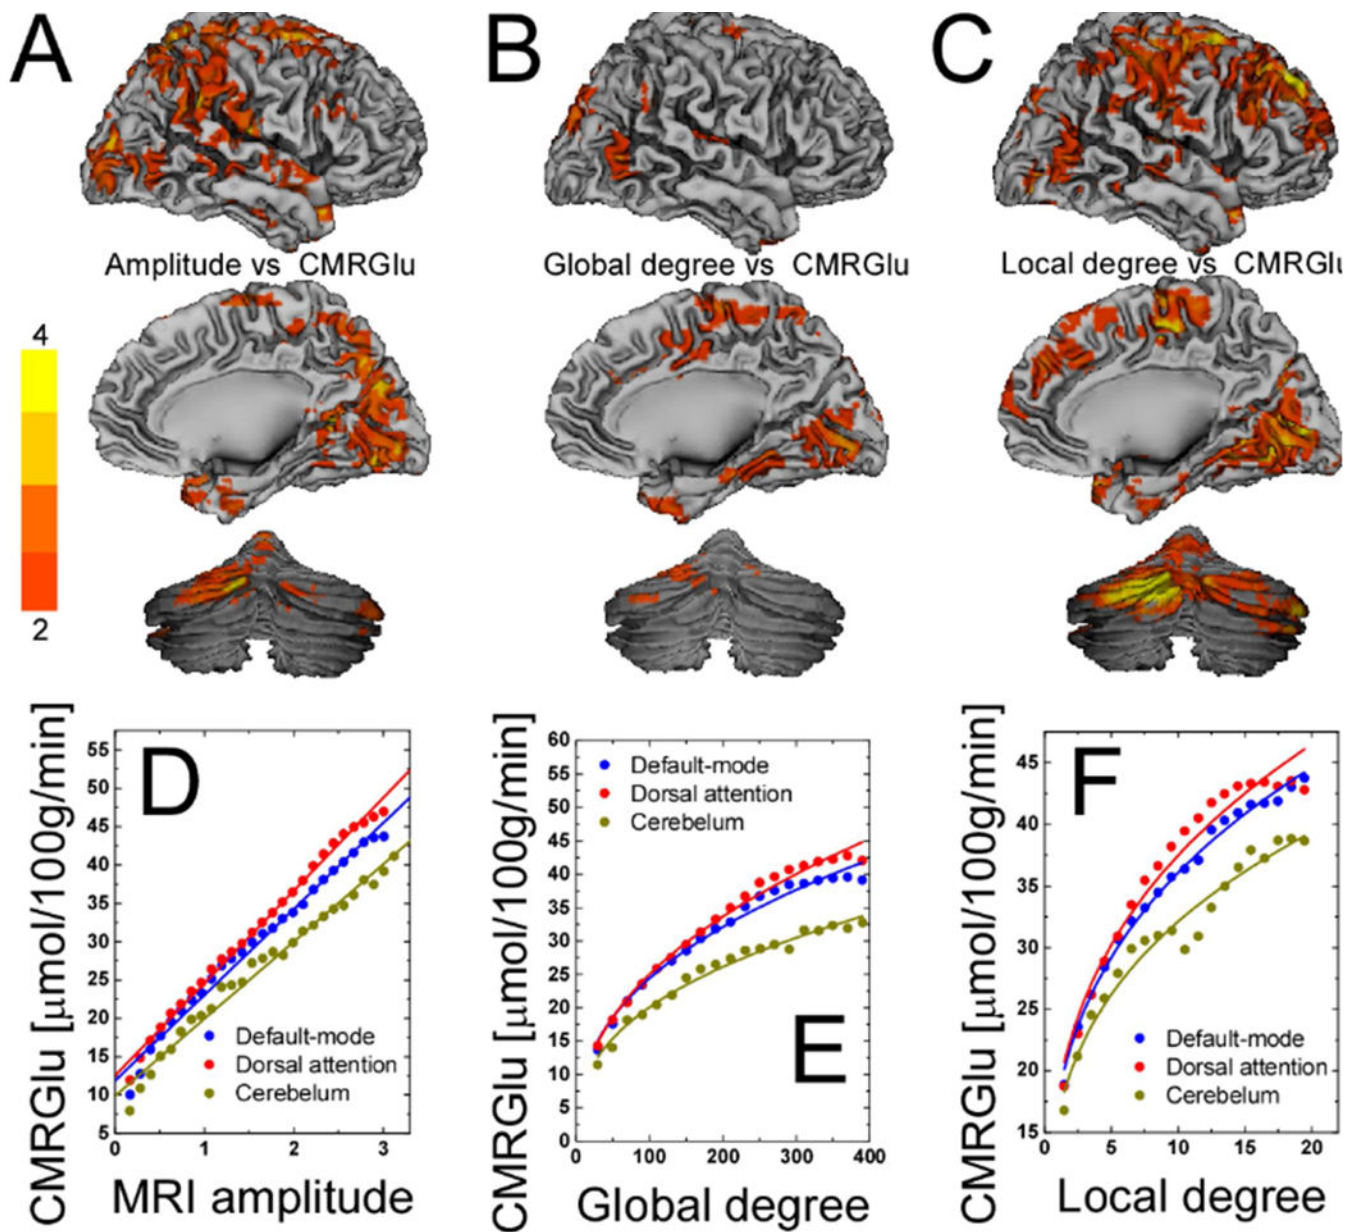 A
B
C
Amplitude vs CMRGlu
Global degree vs CMRGlu
Local degree vs CMRGlu
4
2
CMRGlu [μmol/100g/min]
55
50
45
40
35
30
25
20
15
10
5
D
Default-mode
Dorsal attention
Cerebelum
0 1 2 3
MRI amplitude
CMRGlu [μmol/100g/min]
60
55
50
45
40
35
30
25
20
15
10
5
0
Default-mode
Dorsal attention
Cerebelum
E
0 100 200 300 400
Global degree
CMRGlu [μmol/100g/min]
45
40
35
30
25
20
15
F
Default-mode
Dorsal attention
Cerebelum
0 5 10 15 20
Local degree